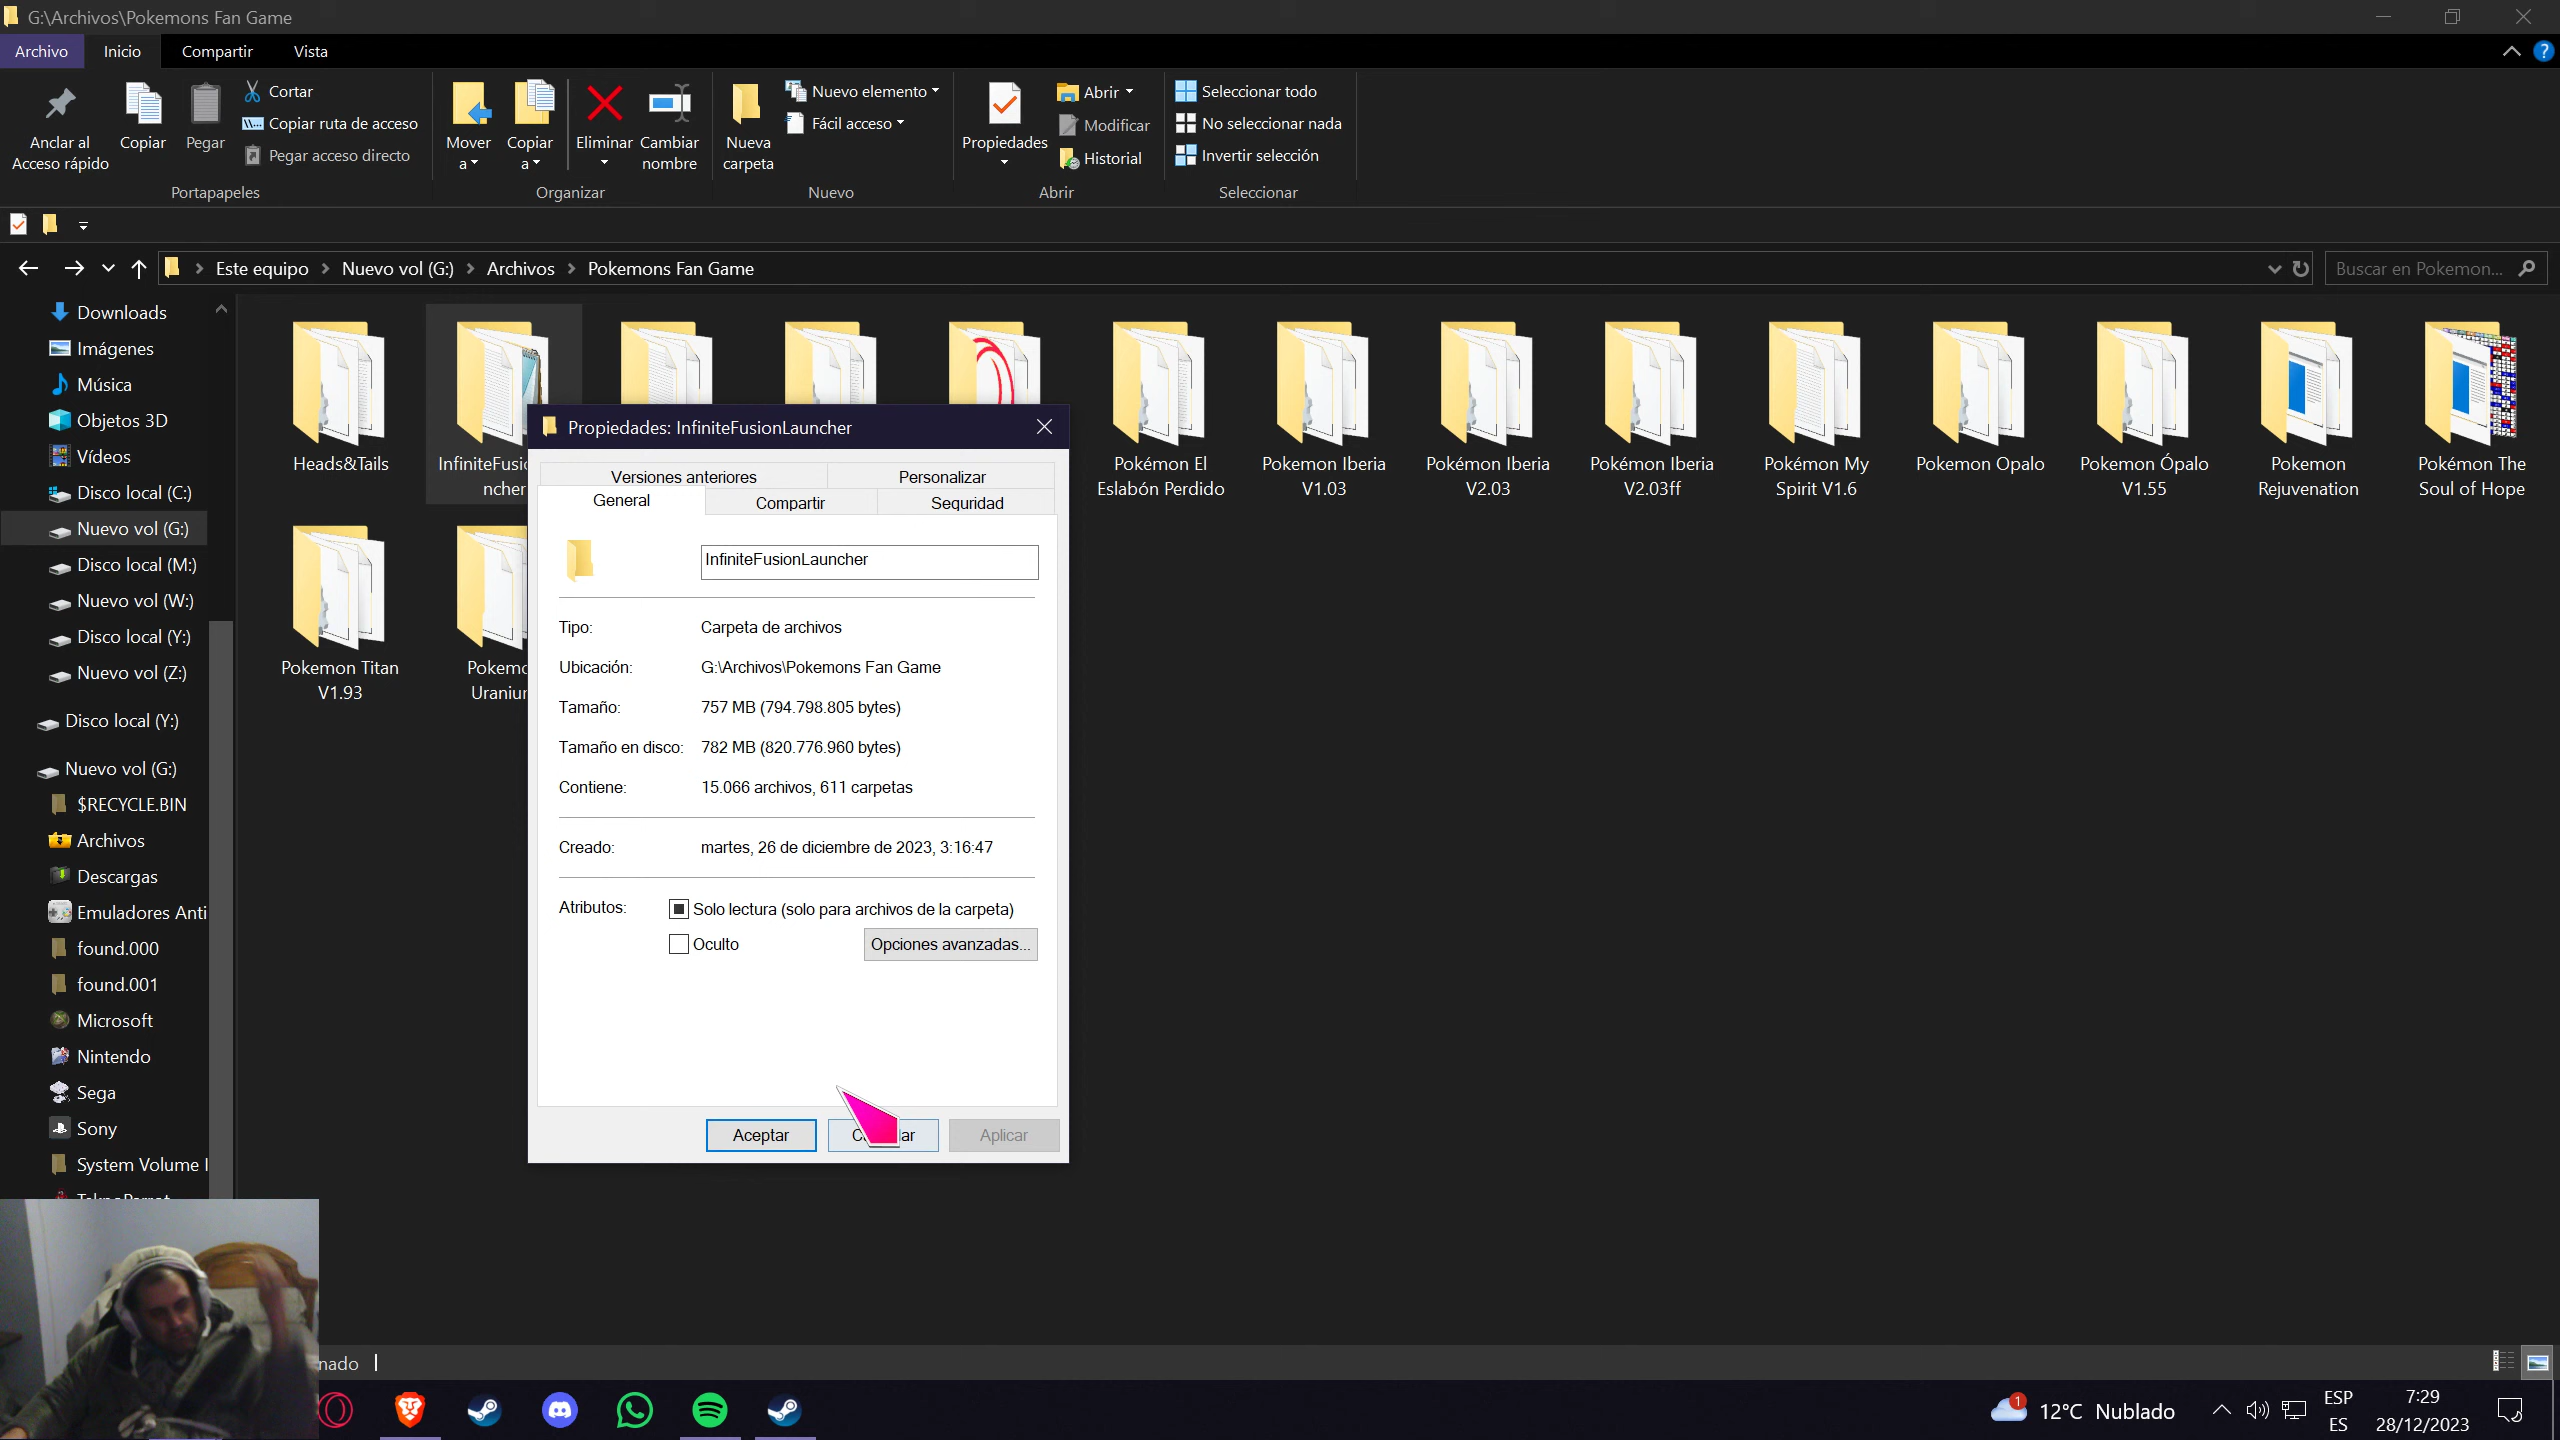 G:\Archivos\Pokemons Fan Game
Archivo
Inicio
Compartir
Vista
Anclar al
Acceso rápido
Copiar
Pegar
Cortar
Copiar ruta de acceso
Pegar acceso directo
Portapapeles
Mover
a
Copiar
a
Eliminar
Cambiar
nombre
Organizar
Nueva
carpeta
Nuevo elemento
Fácil acceso
Nuevo
Propiedades
Abrir
Modificar
Historial
Abrir
Seleccionar todo
No seleccionar nada
Invertir selección
Seleccionar
Este equipo
Nuevo vol (G:)
Archivos
Pokemons Fan Game
Buscar en Pokemon...
Downloads
Imágenes
Música
Objetos 3D
Vídeos
Disco local (C:)
Nuevo vol (G:)
Disco local (M:)
Nuevo vol (W:)
Disco local (Y:)
Nuevo vol (Z:)
Disco local (Y:)
Nuevo vol (G:)
$RECYCLE.BIN
Archivos
Descargas
Emuladores Anti
found.000
found.001
Microsoft
Nintendo
Sega
Sony
System Volume I
Heads&Tails
InfiniteFusi
ncher
Pokémon El
Eslabón Perdido
Pokemon Iberia
V1.03
Pokémon Iberia
V2.03
Pokémon Iberia
V2.03ff
Pokémon My
Spirit V1.6
Pokemon Opalo
Pokemon Ópalo
V1.55
Pokemon
Rejuvenation
Pokémon The
Soul of Hope
Pokemon Titan
V1.93
Pokemo
Uraniu
Propiedades: InfiniteFusionLauncher
Versiones anteriores
Personalizar
General
Compartir
Seguridad
InfiniteFusionLauncher
Tipo:
Carpeta de archivos
Ubicación:
G:\Archivos\Pokemons Fan Game
Tamaño:
757 MB (794.798.805 bytes)
Tamaño en disco:
782 MB (820.776.960 bytes)
Contiene:
15.066 archivos, 611 carpetas
Creado:
martes, 26 de diciembre de 2023, 3:16:47
Atributos:
Solo lectura (solo para archivos de la carpeta)
Oculto
Opciones avanzadas...
Aceptar
Aplicar
nado
1
12°C Nublado
ESP
ES
7:29
28/12/2023